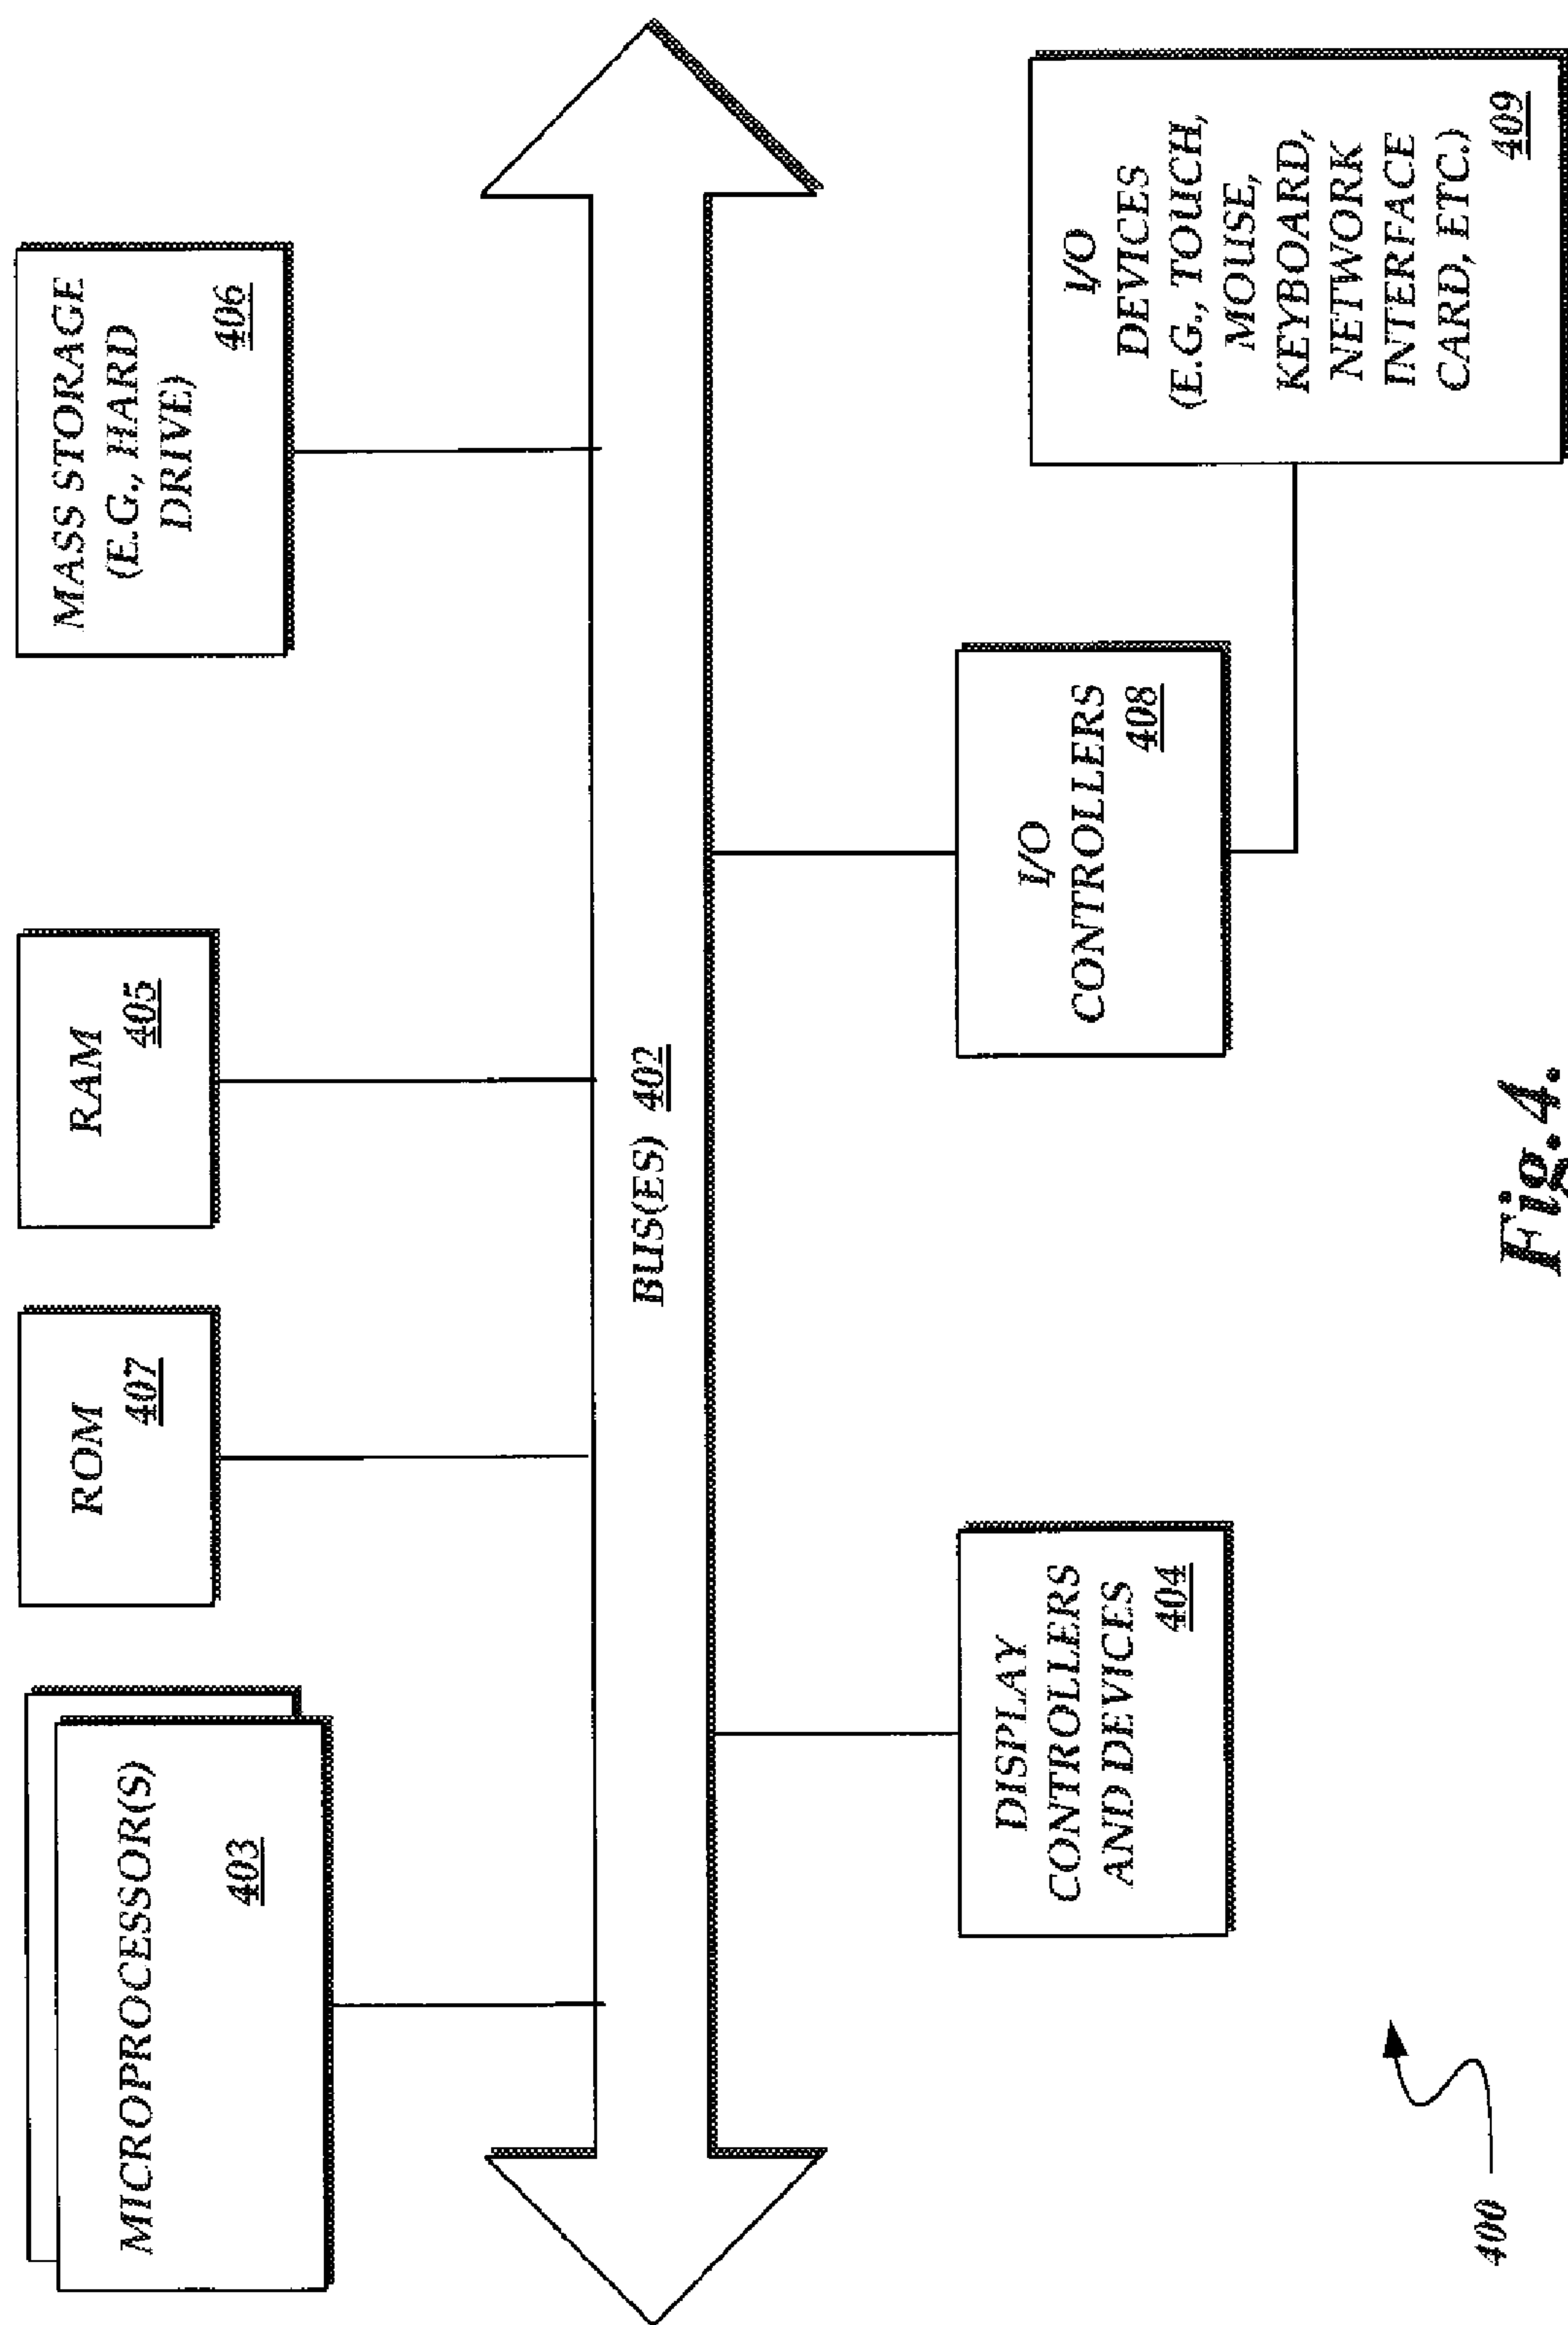 MICROPROCESSOR(S)
403
ROM
407
RAM
405
MASS STORAGE
(E.G., HARD
DRIVE)
406
BUS(ES) 402
DISPLAY
CONTROLLERS
AND DEVICES
404
I/O
CONTROLLERS
408
I/O
DEVICES
(E.G., TOUCH,
MOUSE,
KEYBOARD,
NETWORK
INTERFACE
CARD, ETC.)
409
400
Fig.4.